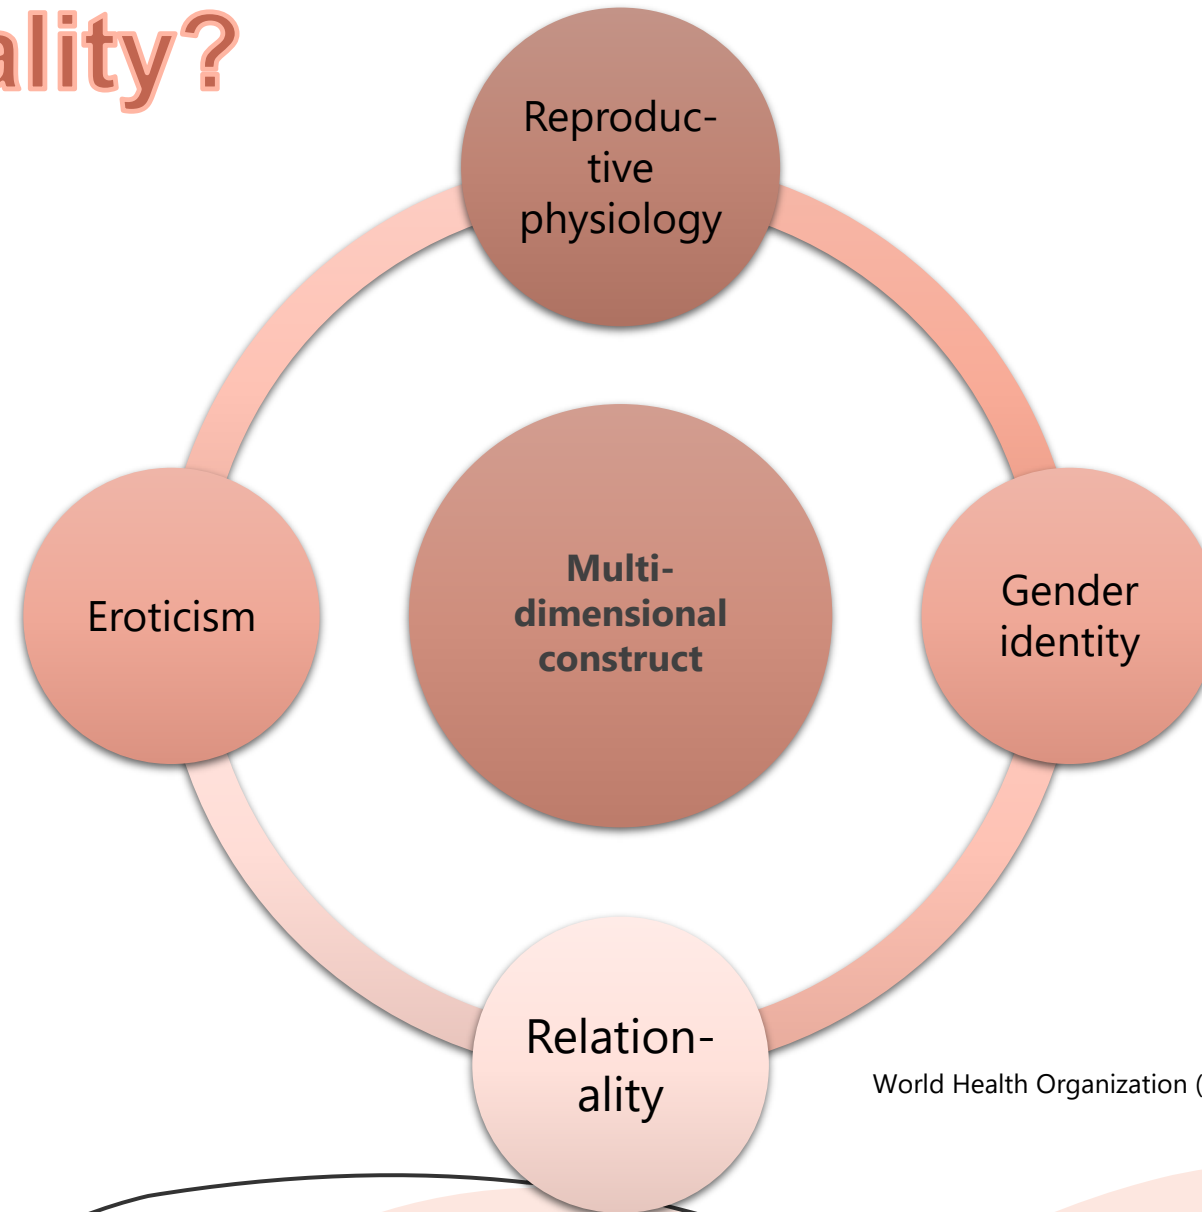 ality?
Reproduc-
tive
physiology
Eroticism
Multi-
dimensional
construct
Gender
identity
Relation-
ality
World Health Organization (